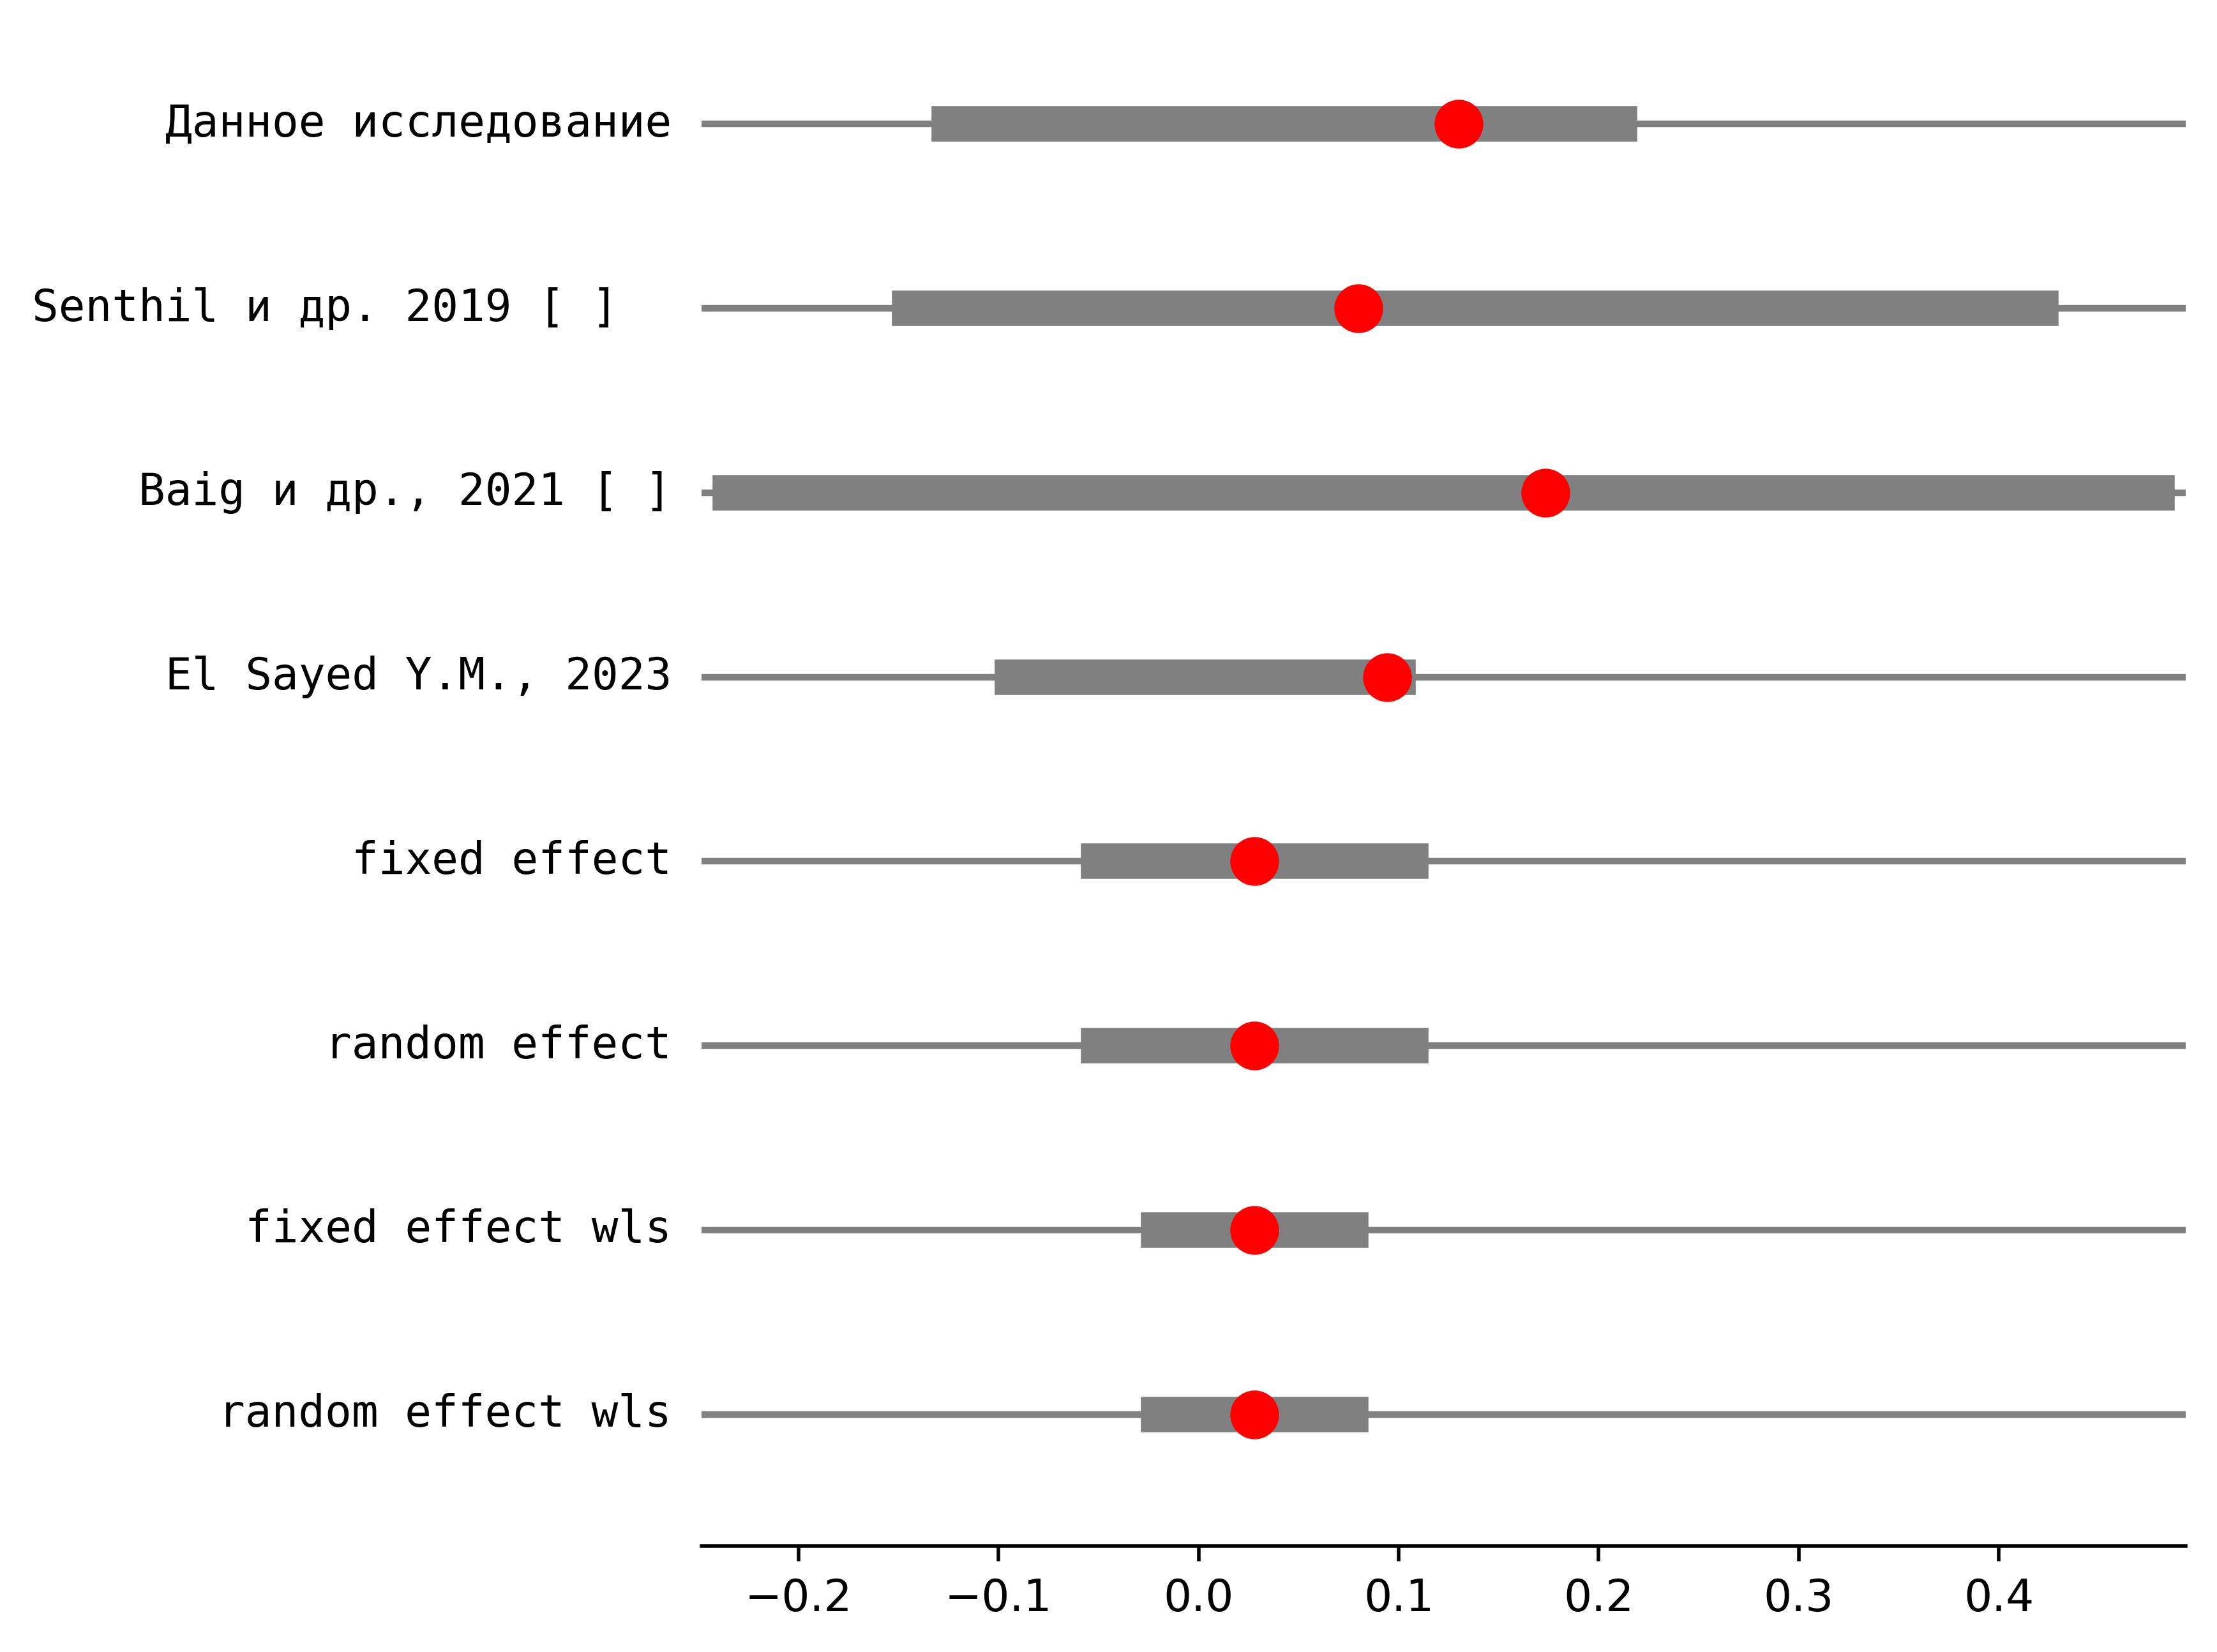 Данное исследование
Senthil и др. 2019 [ ]
Baig и др., 2021 [ ]
El Sayed Y.M., 2023
fixed effect
random effect
fixed effect wls
random effect wls
−0.2 −0.1 0.0 0.1 0.2 0.3 0.4